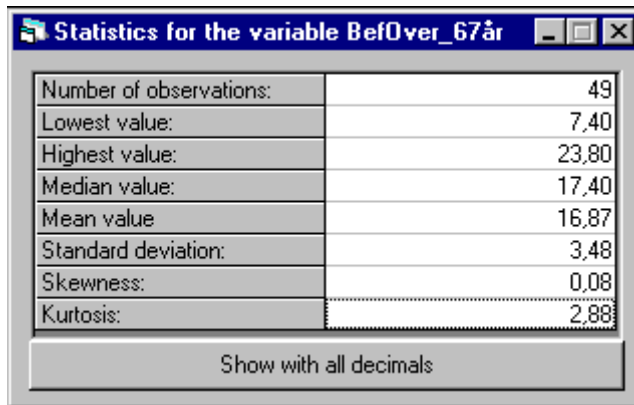 Statistics for the variable BefOver_67år
Number of observations: 49
Lowest value: 7,40
Highest value: 23,80
Median value: 17,40
Mean value 16,87
Standard deviation: 3,48
Skewness: 0,08
Kurtosis: 2,88
Show with all decimals